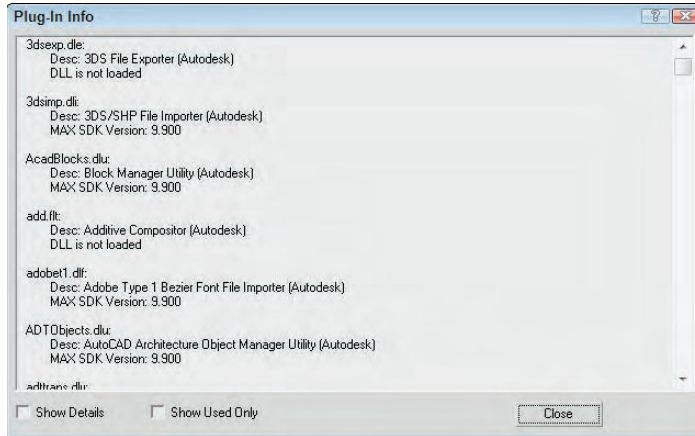 Plug-In Info
3dsexp.dle:
Desc: 3DS File Exporter (Autodesk)
DLL is not loaded
3dsimp.dli:
Desc: 3DS/SHP File Importer (Autodesk)
MAX SDK Version: 9.900
AcadBlocks.dlu:
Desc: Block Manager Utility (Autodesk)
MAX SDK Version: 9.900
add.flt:
Desc: Additive Compositor (Autodesk)
DLL is not loaded
adobet1.dlf:
Desc: Adobe Type 1 Bezier Font File Importer (Autodesk)
MAX SDK Version: 9.900
ADTObjects.dlu:
Desc: AutoCAD Architecture Object Manager Utility (Autodesk)
MAX SDK Version: 9.900
adttrans.dlu:
Show Details
Show Used Only
Close